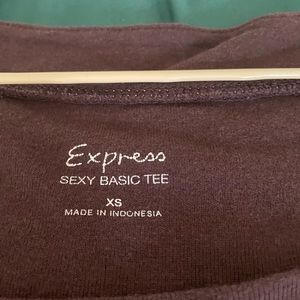 Express
SEXY BASIC TEE
XS
MADE IN INDONESIA